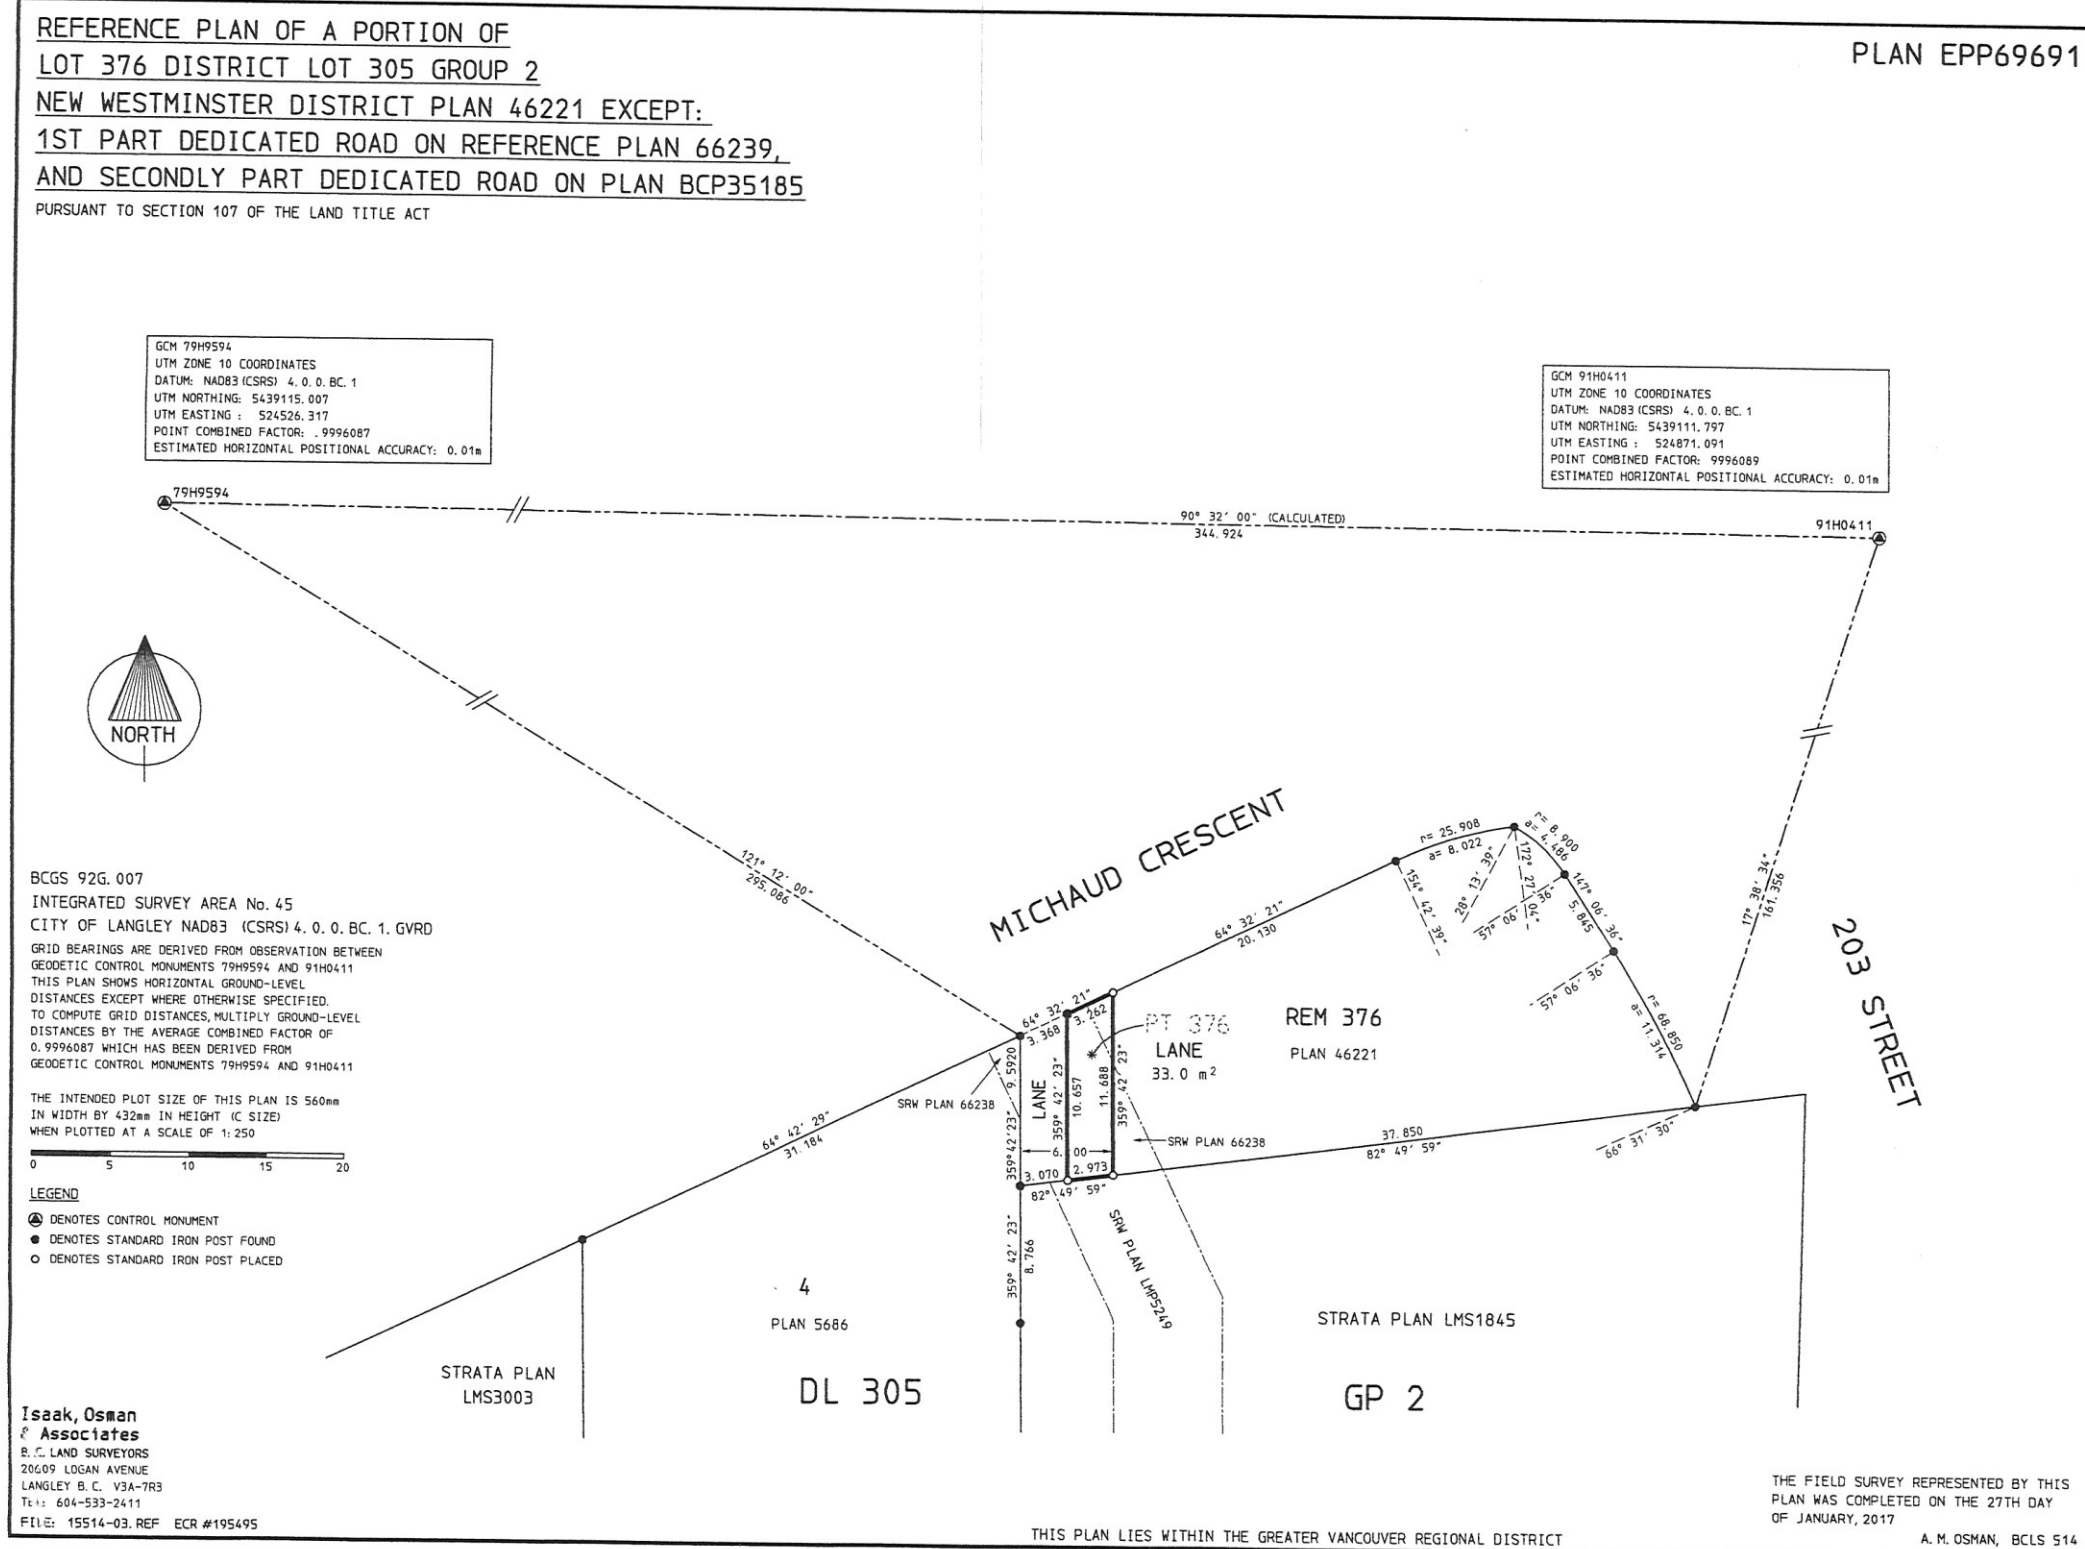 REFERENCE PLAN OF A PORTION OF
LOT 376 DISTRICT LOT 305 GROUP 2
NEW WESTMINSTER DISTRICT PLAN 46221 EXCEPT:
1ST PART DEDICATED ROAD ON REFERENCE PLAN 66239,
AND SECONDLY PART DEDICATED ROAD ON PLAN BCP35185
PURSUANT TO SECTION 107 OF THE LAND TITLE ACT
PLAN EPP69691
GCM 79H9594
UTM ZONE 10 COORDINATES
DATUM: NAD83 (CSRS) 4.0.0.BC.1
UTM NORTHING: 5439115.007
UTM EASTING : 524526.317
POINT COMBINED FACTOR: .9996087
ESTIMATED HORIZONTAL POSITIONAL ACCURACY: 0.01m
GCM 91H0411
UTM ZONE 10 COORDINATES
DATUM: NAD83 (CSRS) 4.0.0.BC.1
UTM NORTHING: 5439111.797
UTM EASTING : 524871.091
POINT COMBINED FACTOR: 9996089
ESTIMATED HORIZONTAL POSITIONAL ACCURACY: 0.01m
79H9594
90° 32' 00" (CALCULATED)
344.924
91H0411
NORTH
121° 12' 00"
295.086
17° 38' 34"
161.356
MICHAUD CRESCENT
203 STREET
r= 25.908
a= 8.022
r= 8.900
a= 4.486
154° 42' 39"
28° 13' 39"
172° 27' 04"
57° 06' 36"
147° 06' 36"
5.845
57° 06' 36"
r= 68.850
a= 11.314
66° 31' 30"
64° 32' 21"
20.130
64° 32' 21"
3.368
3.262
PT 376
LANE
33.0 m²
REM 376
PLAN 46221
SRW PLAN 66238
LANE
359° 42' 23"
9.5920
359° 42' 23"
10.657
11.688
359° 42' 23"
SRW PLAN 66238
6.00
3.070
2.973
82° 49' 59"
37.850
82° 49' 59"
64° 42' 29"
31.184
359° 42' 23"
8.766
SRW PLAN LMP5249
4
PLAN 5686
STRATA PLAN LMS1845
STRATA PLAN
LMS3003
DL 305
GP 2
BCGS 92G.007
INTEGRATED SURVEY AREA No. 45
CITY OF LANGLEY NAD83 (CSRS) 4.0.0.BC.1.GVRD
GRID BEARINGS ARE DERIVED FROM OBSERVATION BETWEEN
GEODETIC CONTROL MONUMENTS 79H9594 AND 91H0411
THIS PLAN SHOWS HORIZONTAL GROUND-LEVEL
DISTANCES EXCEPT WHERE OTHERWISE SPECIFIED.
TO COMPUTE GRID DISTANCES, MULTIPLY GROUND-LEVEL
DISTANCES BY THE AVERAGE COMBINED FACTOR OF
0.9996087 WHICH HAS BEEN DERIVED FROM
GEODETIC CONTROL MONUMENTS 79H9594 AND 91H0411
THE INTENDED PLOT SIZE OF THIS PLAN IS 560mm
IN WIDTH BY 432mm IN HEIGHT (C SIZE)
WHEN PLOTTED AT A SCALE OF 1:250
0 5 10 15 20
LEGEND
DENOTES CONTROL MONUMENT
DENOTES STANDARD IRON POST FOUND
DENOTES STANDARD IRON POST PLACED
Isaak, Osman
& Associates
B.C. LAND SURVEYORS
20609 LOGAN AVENUE
LANGLEY B.C. V3A-7R3
Tel: 604-533-2411
FILE: 15514-03.REF ECR #195495
THIS PLAN LIES WITHIN THE GREATER VANCOUVER REGIONAL DISTRICT
THE FIELD SURVEY REPRESENTED BY THIS
PLAN WAS COMPLETED ON THE 27TH DAY
OF JANUARY, 2017
A.M. OSMAN, BCLS 514